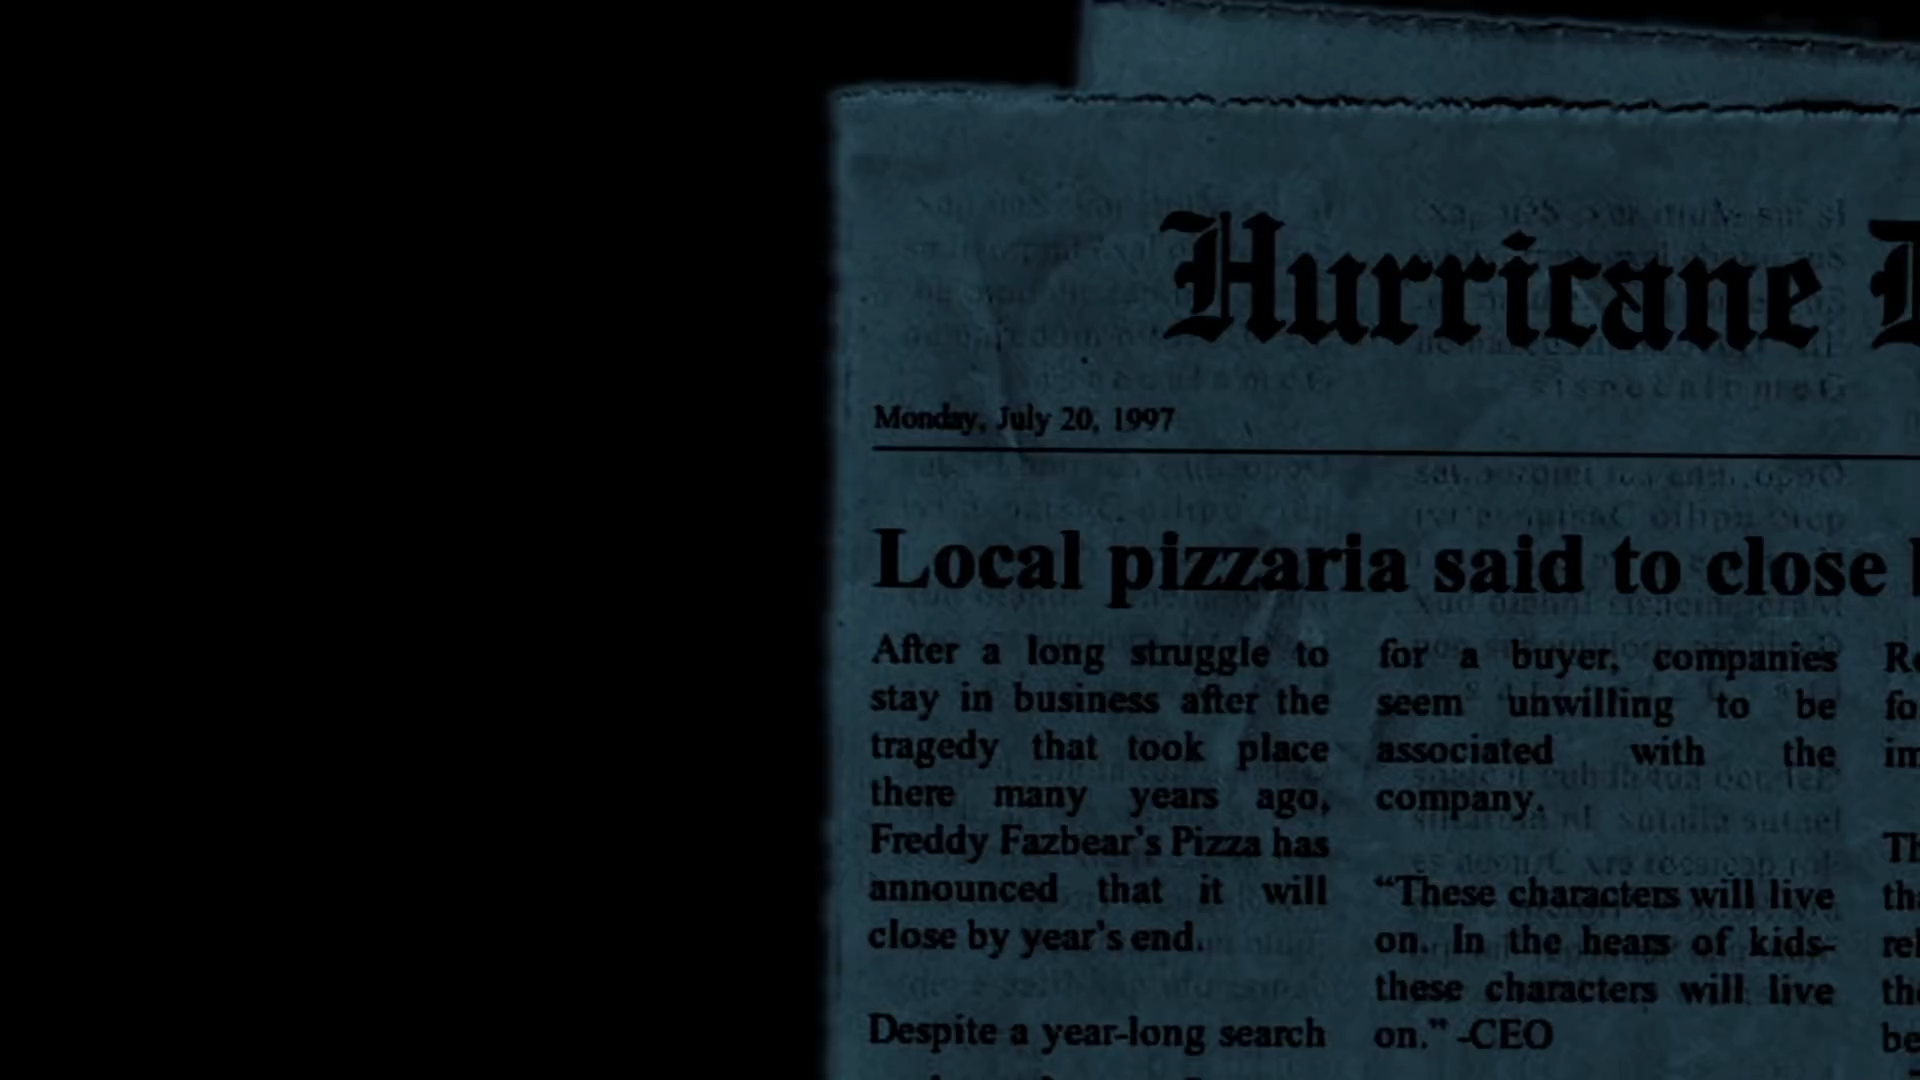 Hurricane
Monday, July 20, 1997
Local pizzaria said to close
After a long struggle to
stay in business after the
tragedy that took place
there many years ago,
Freddy Fazbear's Pizza has
announced that it will
close by year's end.
Despite a year-long search
for a buyer, companies
seem unwilling to be
associated with the
company.
“These characters will live
on. In the hears of kids-
these characters will live
on.” -CEO